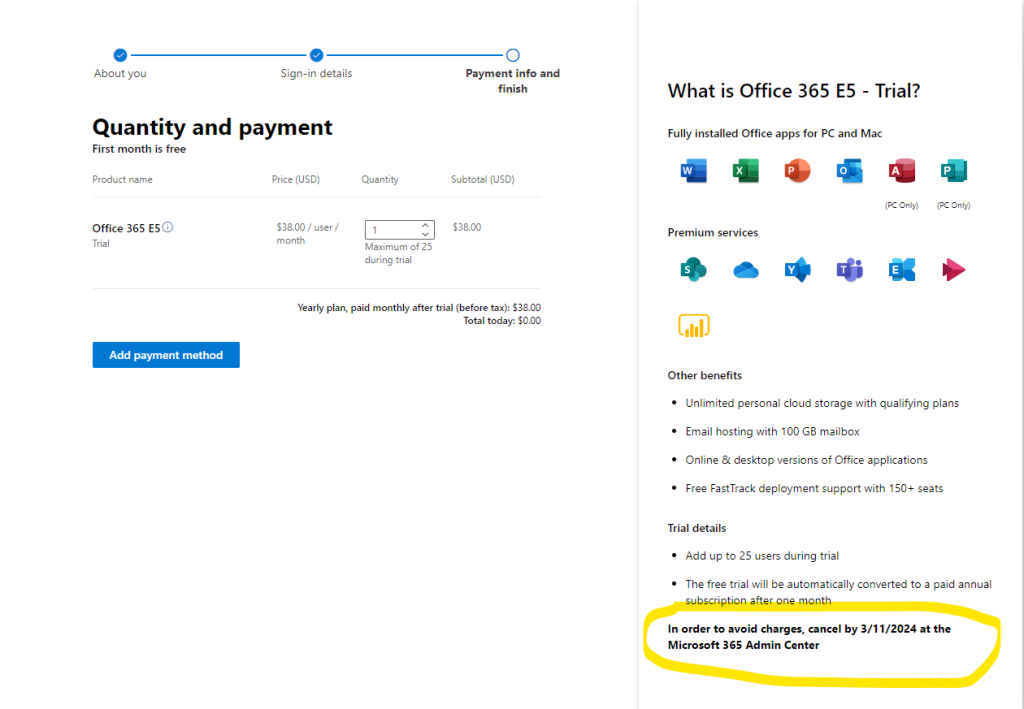 About you
Sign-in details
Payment info and
finish
Quantity and payment
First month is free
Product name
Price (USD)
Quantity
Subtotal (USD)
Office 365 E5
Trial
$38.00 / user /
month
1
Maximum of 25
during trial
$38.00
Yearly plan, paid monthly after trial (before tax): $38.00
Total today: $0.00
Add payment method
What is Office 365 E5 - Trial?
Fully installed Office apps for PC and Mac
W
X
P
O
A
P
(PC Only)
(PC Only)
Premium services
S
Y
T
E
Other benefits
Unlimited personal cloud storage with qualifying plans
Email hosting with 100 GB mailbox
Online & desktop versions of Office applications
Free FastTrack deployment support with 150+ seats
Trial details
Add up to 25 users during trial
The free trial will be automatically converted to a paid annual
subscription after one month
In order to avoid charges, cancel by 3/11/2024 at the
Microsoft 365 Admin Center